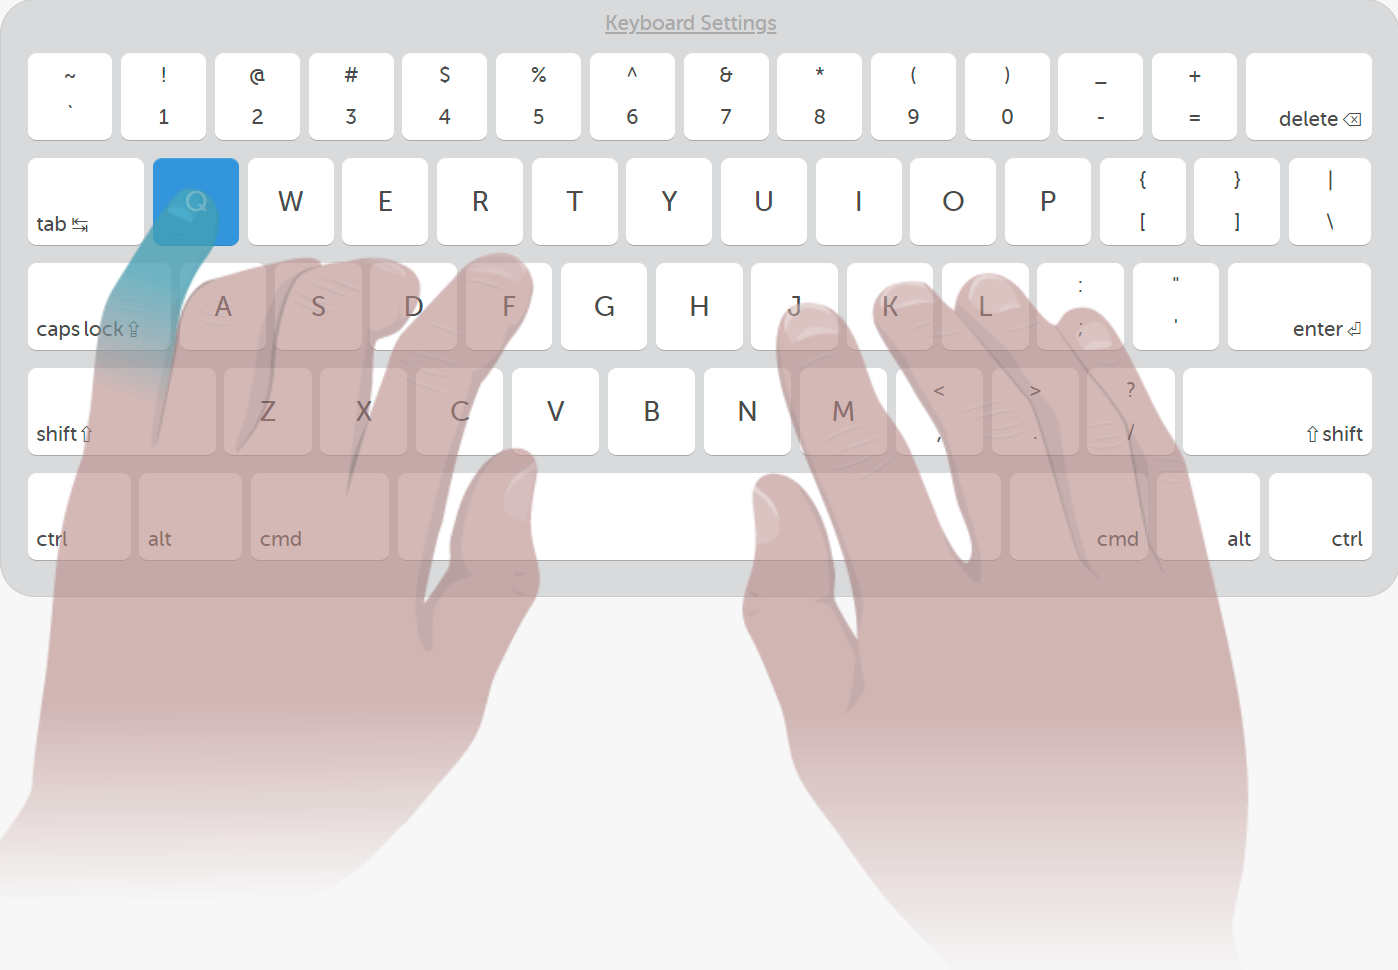 Keyboard Settings
~ ! @ # $ % ^ & * ( ) _ +
` 1 2 3 4 5 6 7 8 9 0 - = delete ⌫
{ } |
tab ↹ Q W E R T Y U I O P [ ] \
: "
caps lock ⇪ A S D F G H J K L ; ' enter ⏎
< > ?
shift ⇧ Z X C V B N M , . / ⇧ shift
ctrl alt cmd cmd alt ctrl